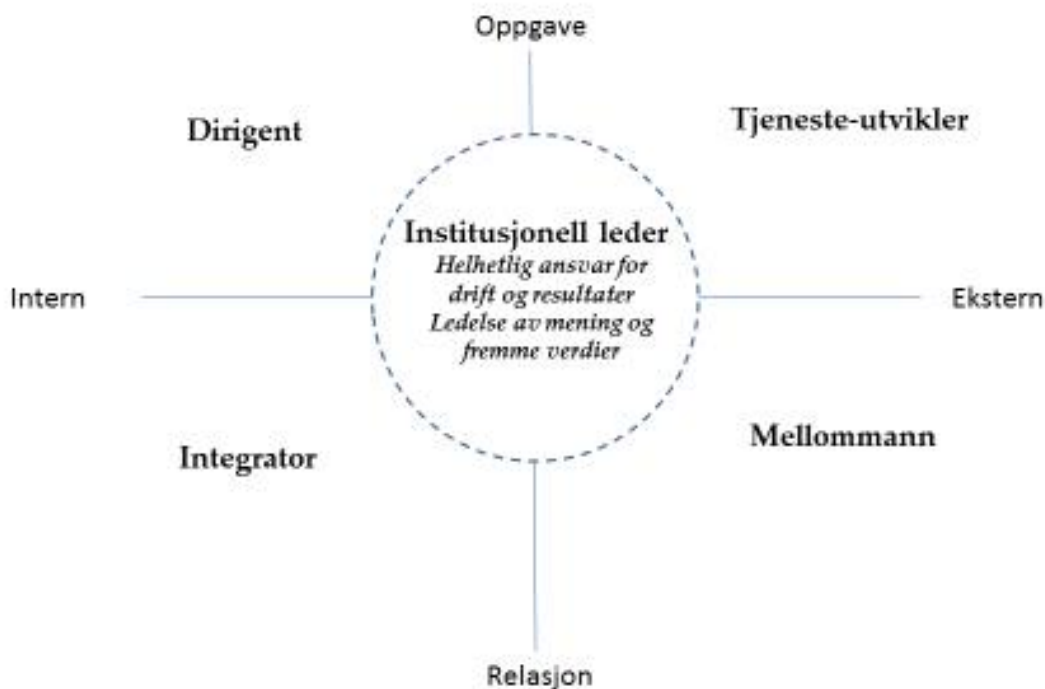 Oppgave
Dirigent
Tjeneste-utvikler
Institusjonell leder
Helhetlig ansvar for
drift og resultater
Ledelse av mening og
fremme verdier
Intern
Ekstern
Integrator
Mellommann
Relasjon